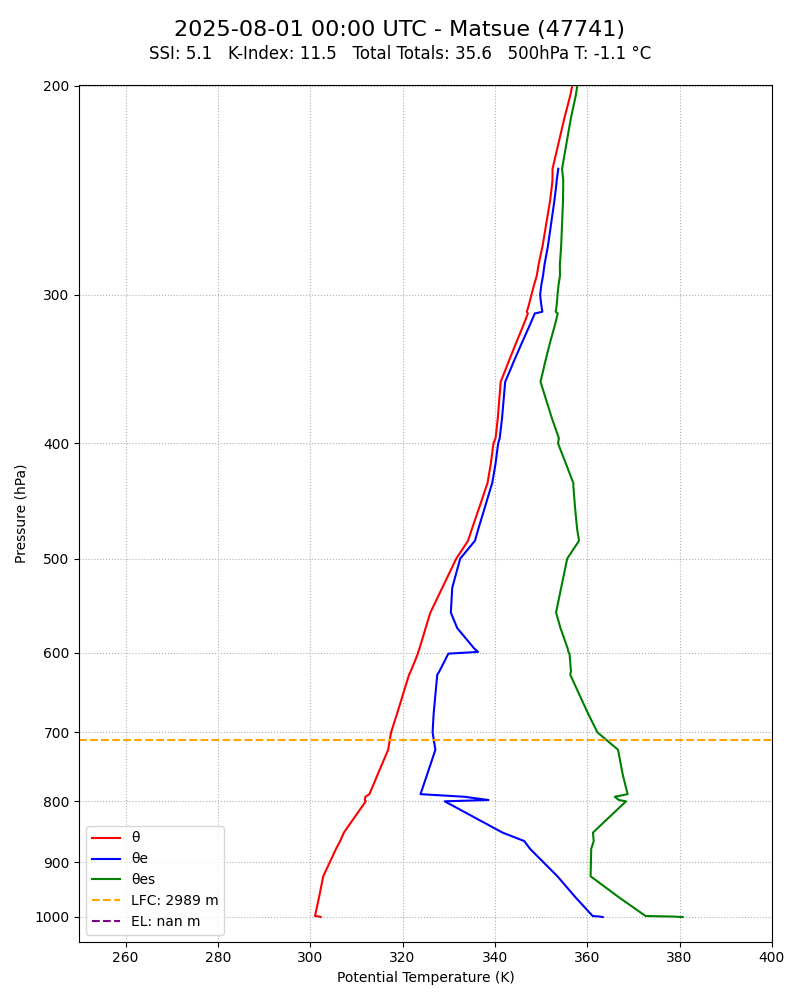 2025-08-01 00:00 UTC - Matsue (47741)
SSI: 5.1   K-Index: 11.5   Total Totals: 35.6   500hPa T: -1.1 °C
200
300
400
500
600
700
800
900
1000
Pressure (hPa)
θ
θe
θes
LFC: 2989 m
EL: nan m
260 280 300 320 340 360 380 400
Potential Temperature (K)